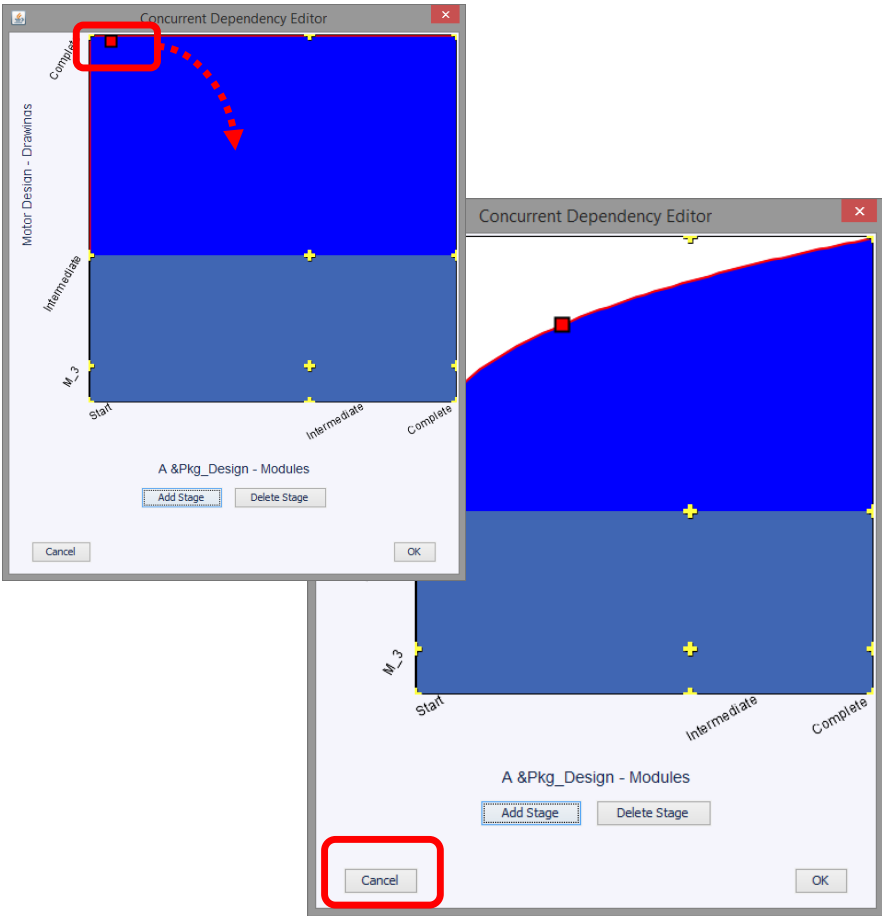 Concurrent Dependency Editor
Complete
Motor Design - Drawings
Intermediate
M_3
Start
Intermediate
Complete
A &Pkg_Design - Modules
Add Stage
Delete Stage
Cancel
OK
Concurrent Dependency Editor
M_3
Start
Intermediate
Complete
A &Pkg_Design - Modules
Add Stage
Delete Stage
Cancel
OK